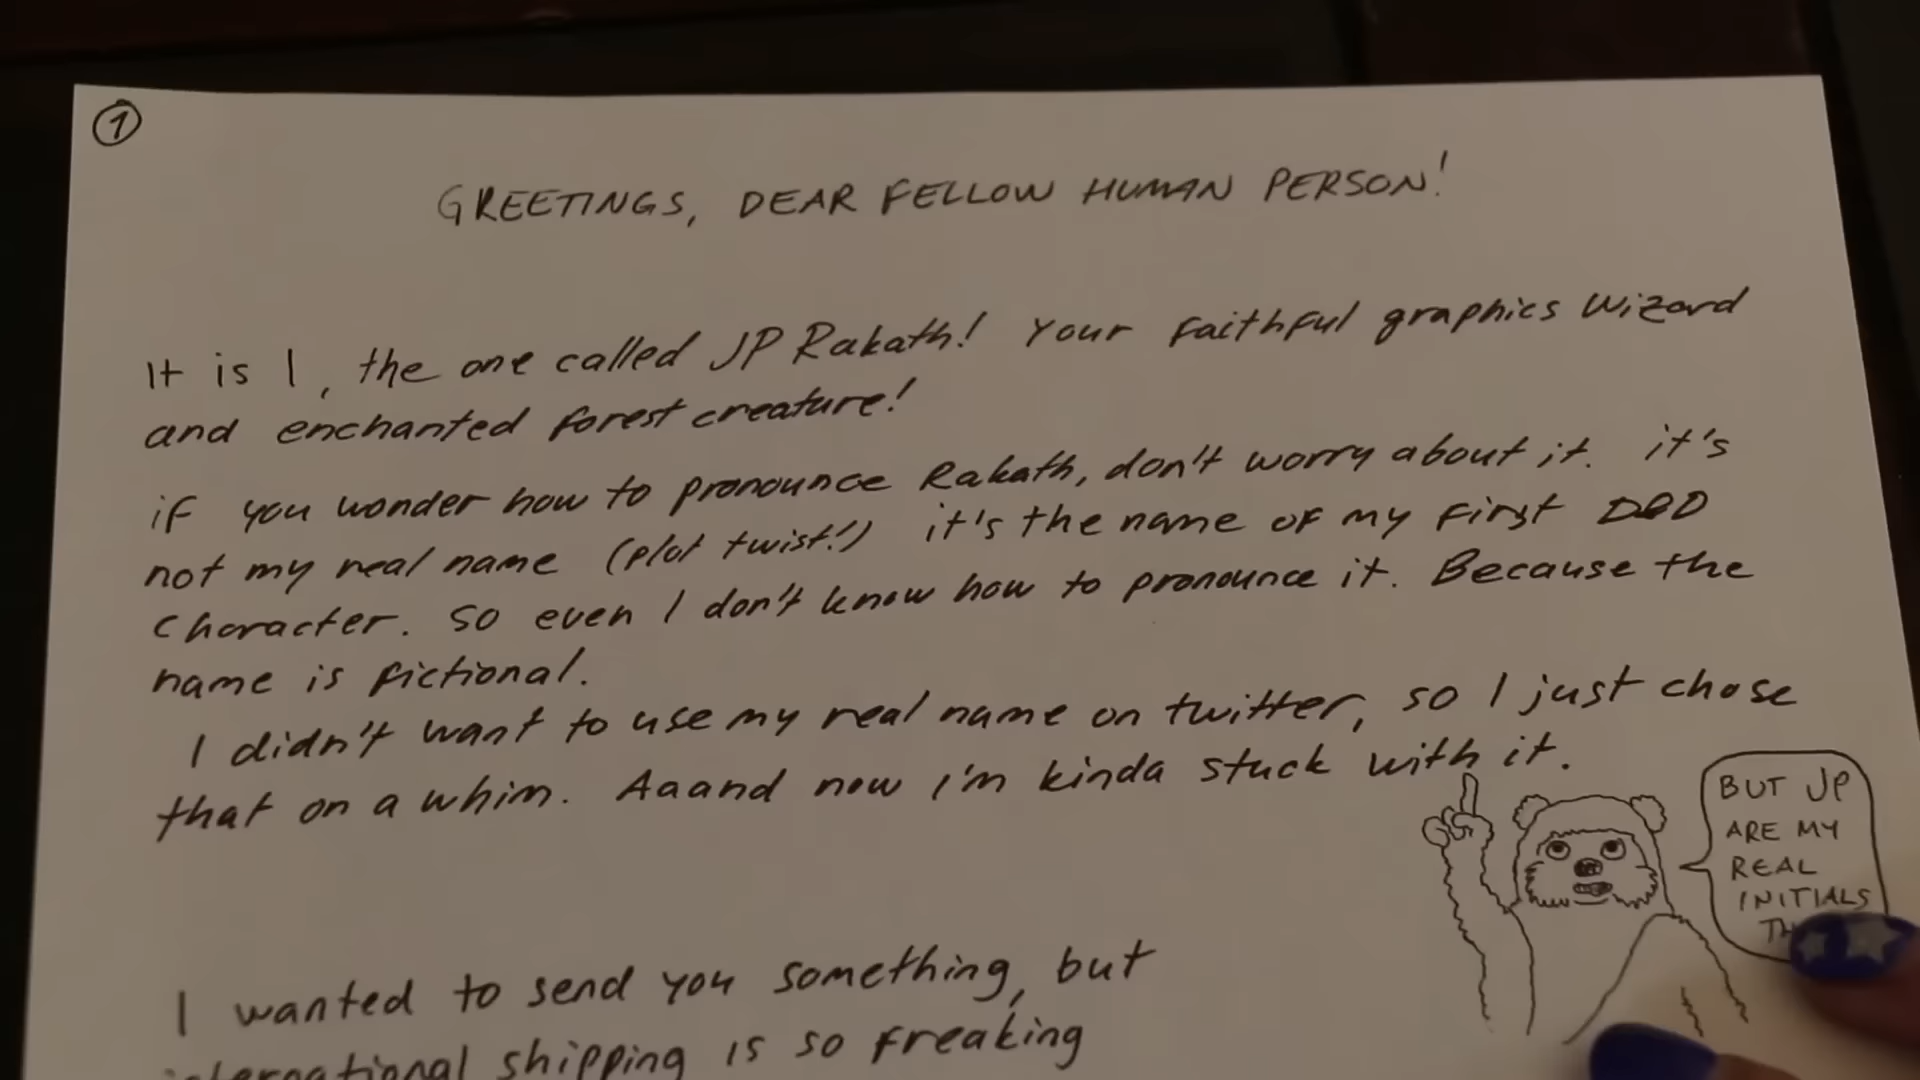 1
GREETINGS, DEAR FELLOW HUMAN PERSON!
It is I, the one called JP Rakath! Your faithful graphics Wizard
and enchanted forest creature!
if you wonder how to pronounce Rakath, don't worry about it. it's
not my real name (plot twist!) it's the name of my first D&D
Character. So even I don't know how to pronounce it. Because the
name is fictional.
I didn't want to use my real name on twitter, so I just chose
that on a whim. Aaand now I'm kinda stuck with it.
BUT JP
ARE MY
REAL
INITIALS
I wanted to send you something, but
international shipping is so freaking